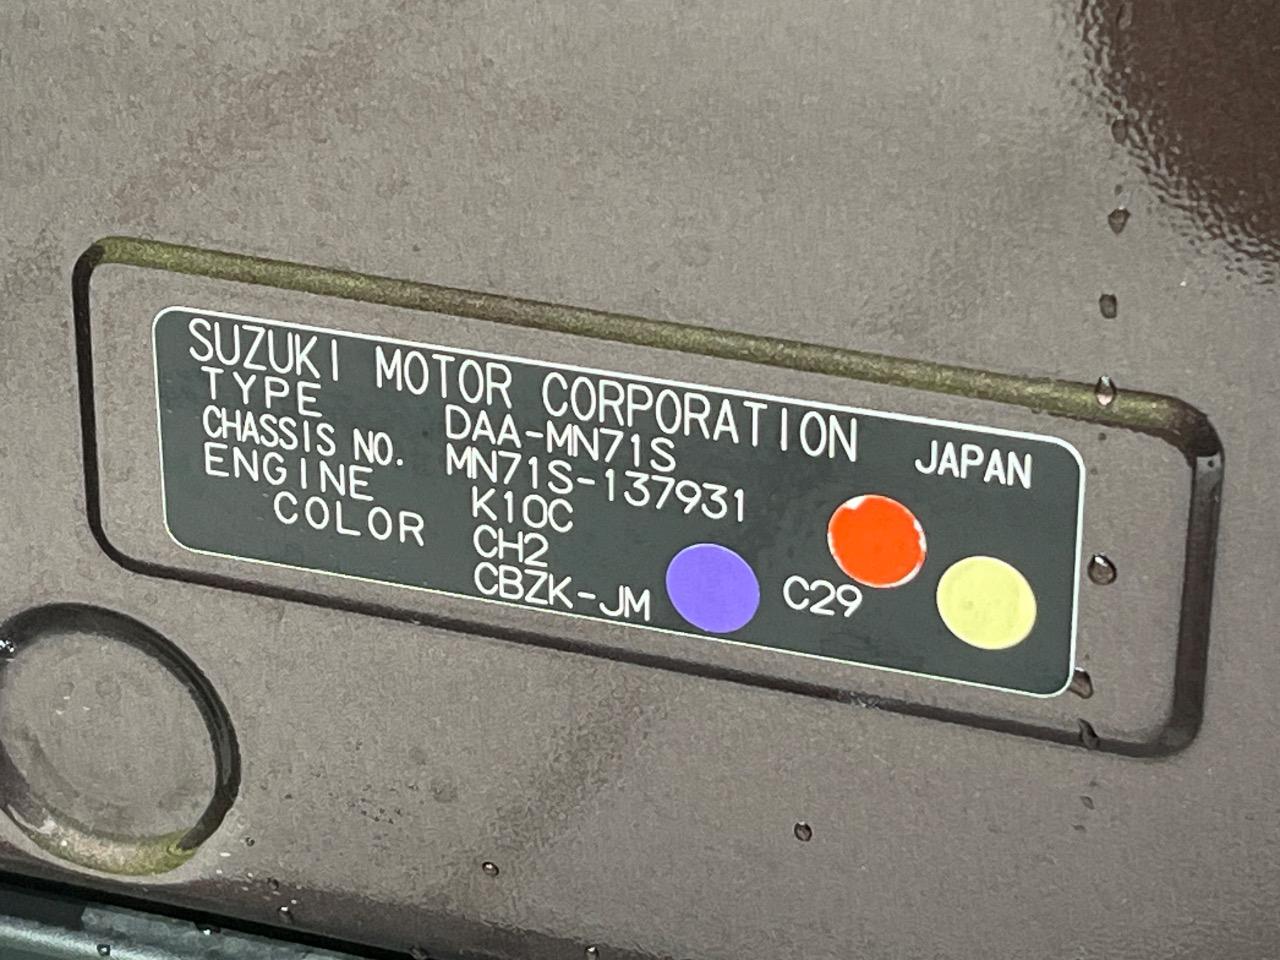 SUZUKI MOTOR CORPORATION JAPAN
TYPE DAA-MN71S
CHASSIS NO. MN71S-137931
ENGINE K10C
COLOR CH2
CBZK-JM C29